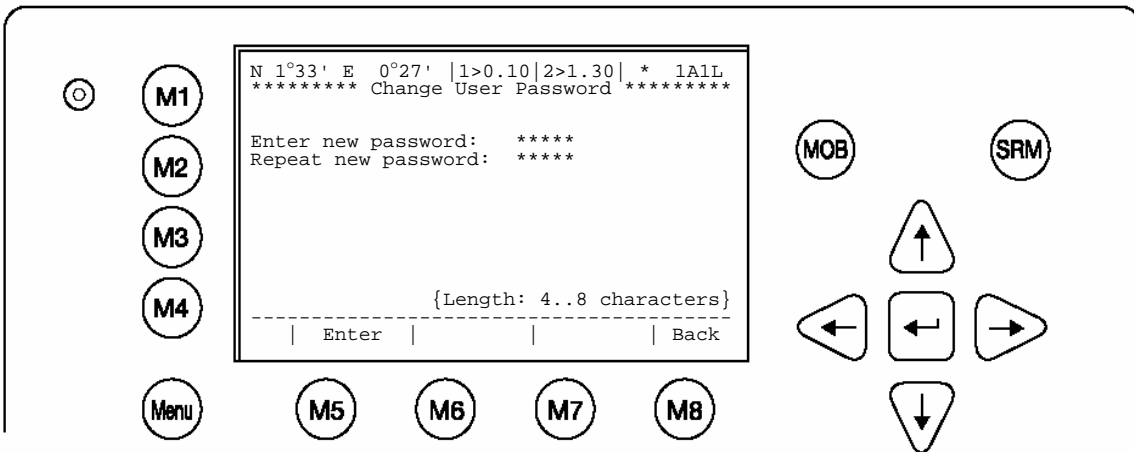 N 1°33' E 0°27' |1>0.10|2>1.30| * 1A1L
********* Change User Password *********
Enter new password: *****
Repeat new password: *****
{Length: 4..8 characters}
----------------------------------------
| Enter | | | Back
M1
M2
M3
M4
Menu
M5
M6
M7
M8
MOB
SRM